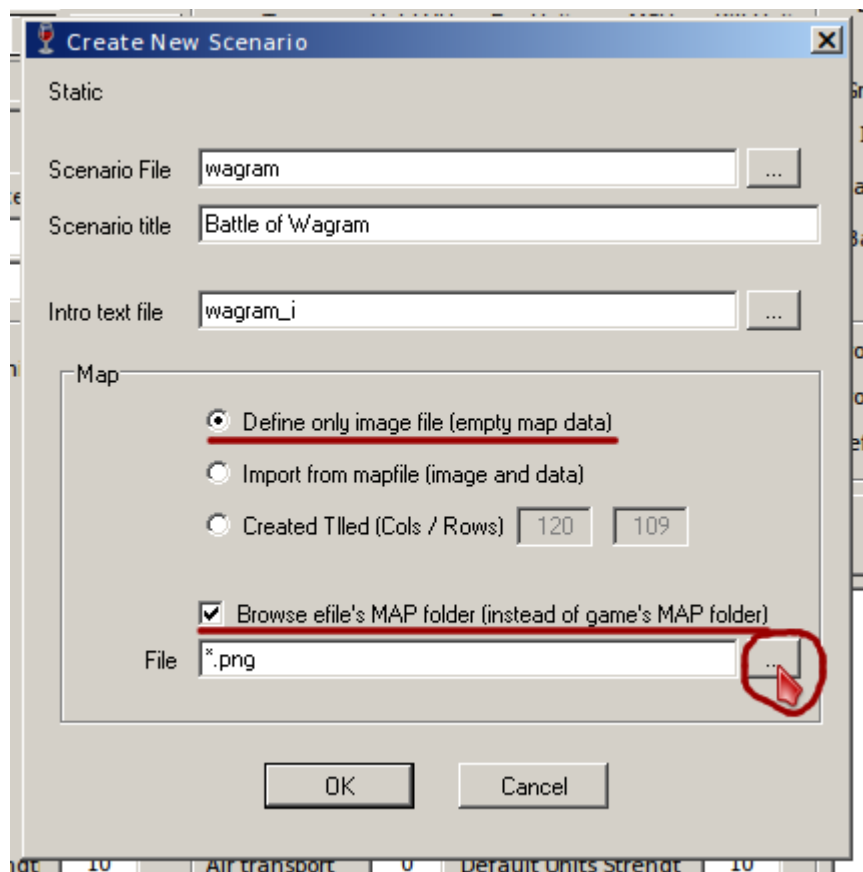 Create New Scenario
Static
Scenario File wagram ...
Scenario title Battle of Wagram
Intro text file wagram_i ...
Map
Define only image file (empty map data)
Import from mapfile (image and data)
Created TIled (Cols / Rows) 120 109
Browse efile's MAP folder (instead of game's MAP folder)
File *.png ...
OK Cancel
10 Air transport 0 Default Units Strengt 10